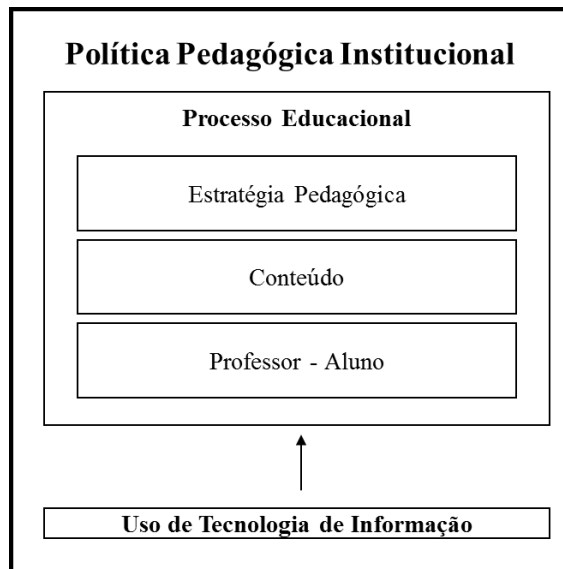 Política Pedagógica Institucional
Processo Educacional
Estratégia Pedagógica
Conteúdo
Professor - Aluno
Uso de Tecnologia de Informação